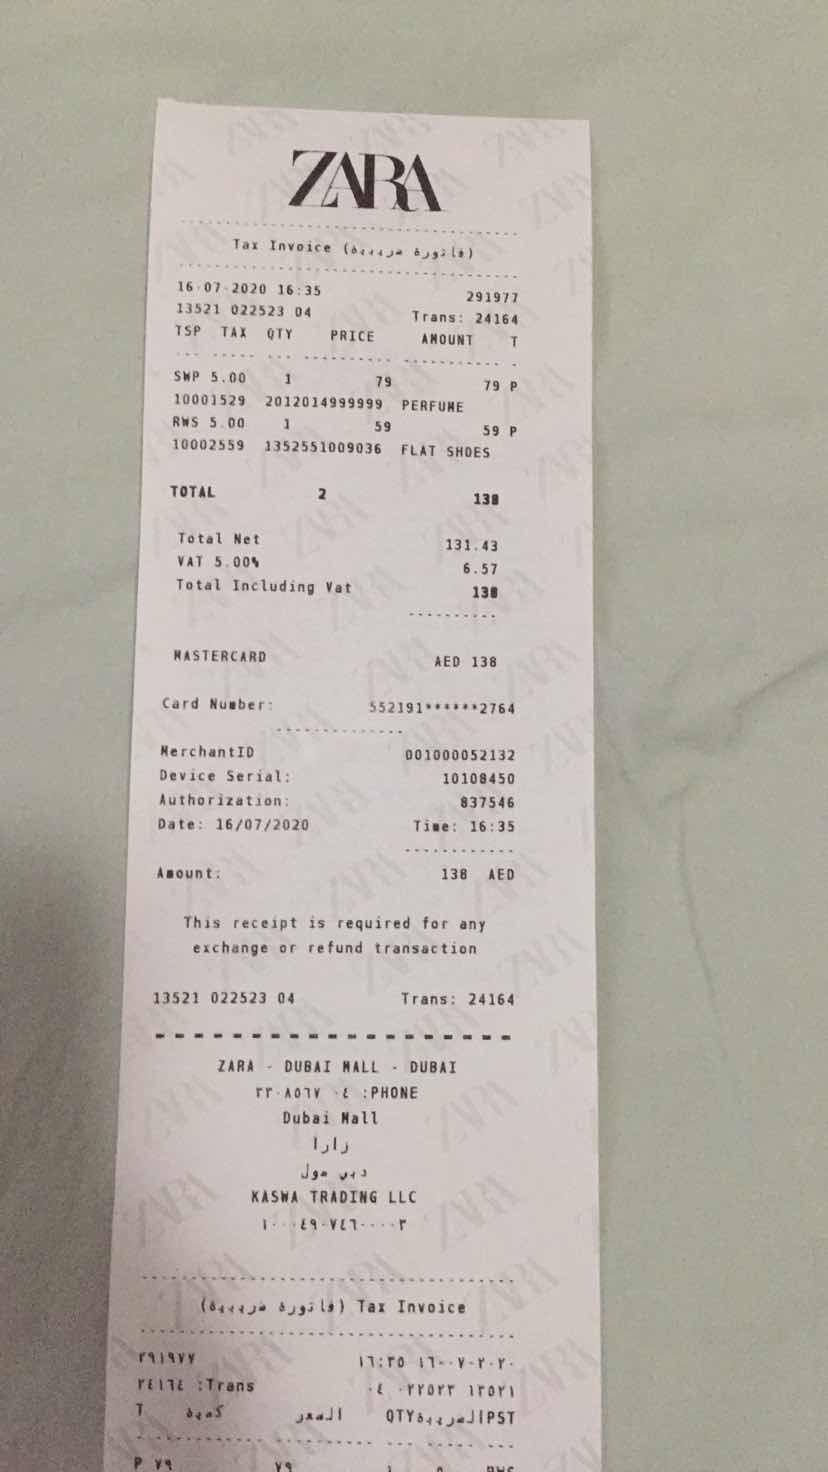 ZARA
Tax Invoice (فاتورة ضريبية)
16-07-2020 16:35 291977
13521 022523 04 Trans: 24164
TSP TAX QTY PRICE AMOUNT T
SWP 5.00 1 79 79 P
10001529 2012014999999 PERFUME
RWS 5.00 1 59 59 P
10002559 1352551009036 FLAT SHOES
TOTAL 2 138
Total Net 131.43
VAT 5.00% 6.57
Total Including Vat 138
MASTERCARD AED 138
Card Number: 552191******2764
MerchantID 001000052132
Device Serial: 10108450
Authorization: 837546
Date: 16/07/2020 Time: 16:35
Amount: 138 AED
This receipt is required for any
exchange or refund transaction
13521 022523 04 Trans: 24164
ZARA - DUBAI MALL - DUBAI
٣٣٠٨٥٦٧ ٠٤ :PHONE
Dubai Mall
زارا
دبي مول
KASWA TRADING LLC
١٠٠٠٤٩٠٧٤٦٠٠٠٠٣
(فاتورة ضريبية) Tax Invoice
٢٩١٩٧٧ ١٦:٣٥ ١٦-٠٧-٢٠٢٠
٢٤١٦٤ :Trans ٠٤ ٠٢٢٥٢٣ ١٣٥٢١
T كمية السعر QTYالضريبةPST
P ٧٩ ٧٩ ١